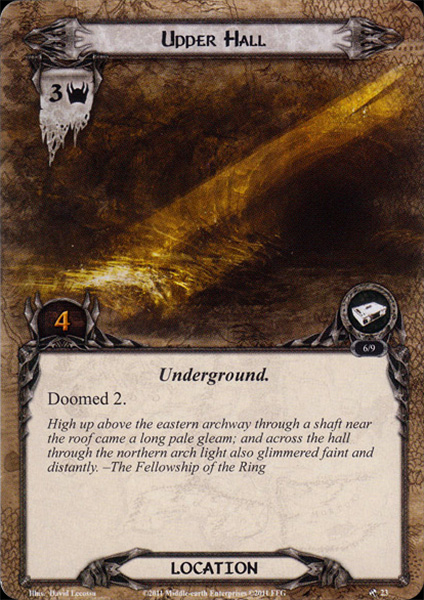 Upper Hall
3
4
6/9
Underground.
Doomed 2.
High up above the eastern archway through a shaft near
the roof came a long pale gleam; and across the hall
through the northern arch light also glimmered faint and
distantly. –The Fellowship of the Ring
LOCATION
Illus. David Lecossu ©2011 Middle-earth Enterprises ©2011 FFG 23